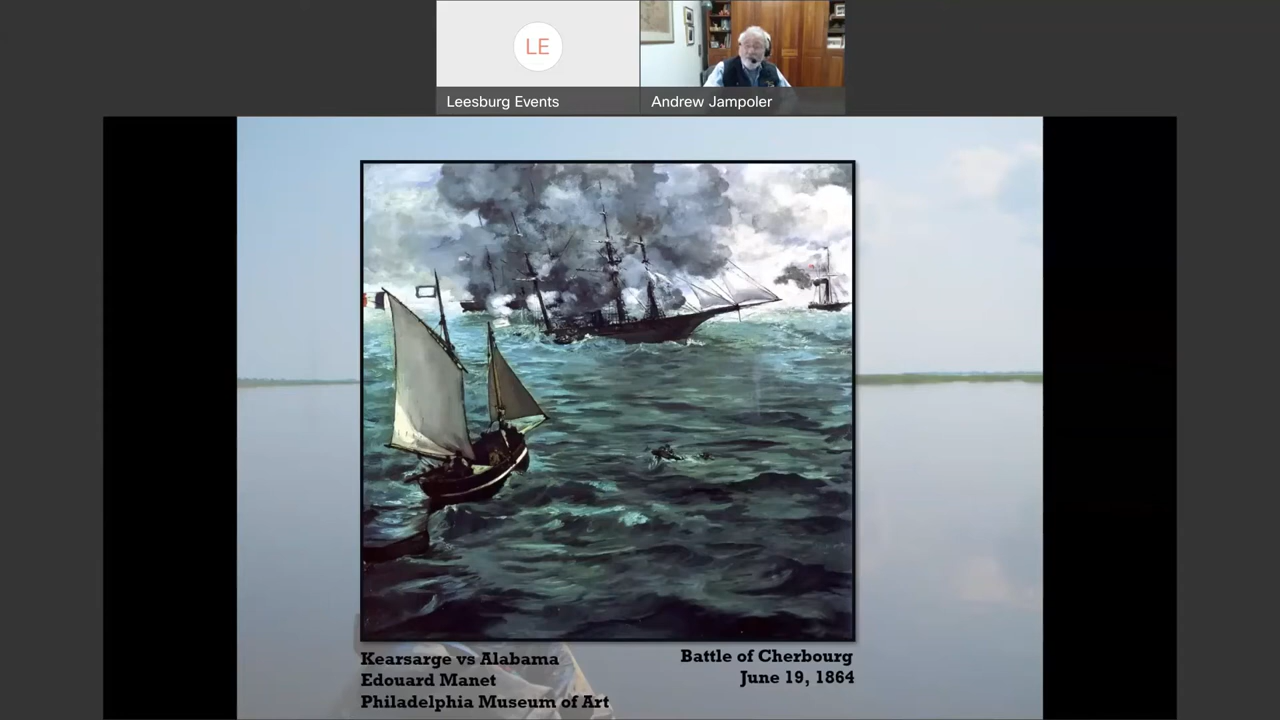 LE
Leesburg Events
Andrew Jampoler
Kearsarge vs Alabama
Edouard Manet
Philadelphia Museum of Art
Battle of Cherbourg
June 19, 1864